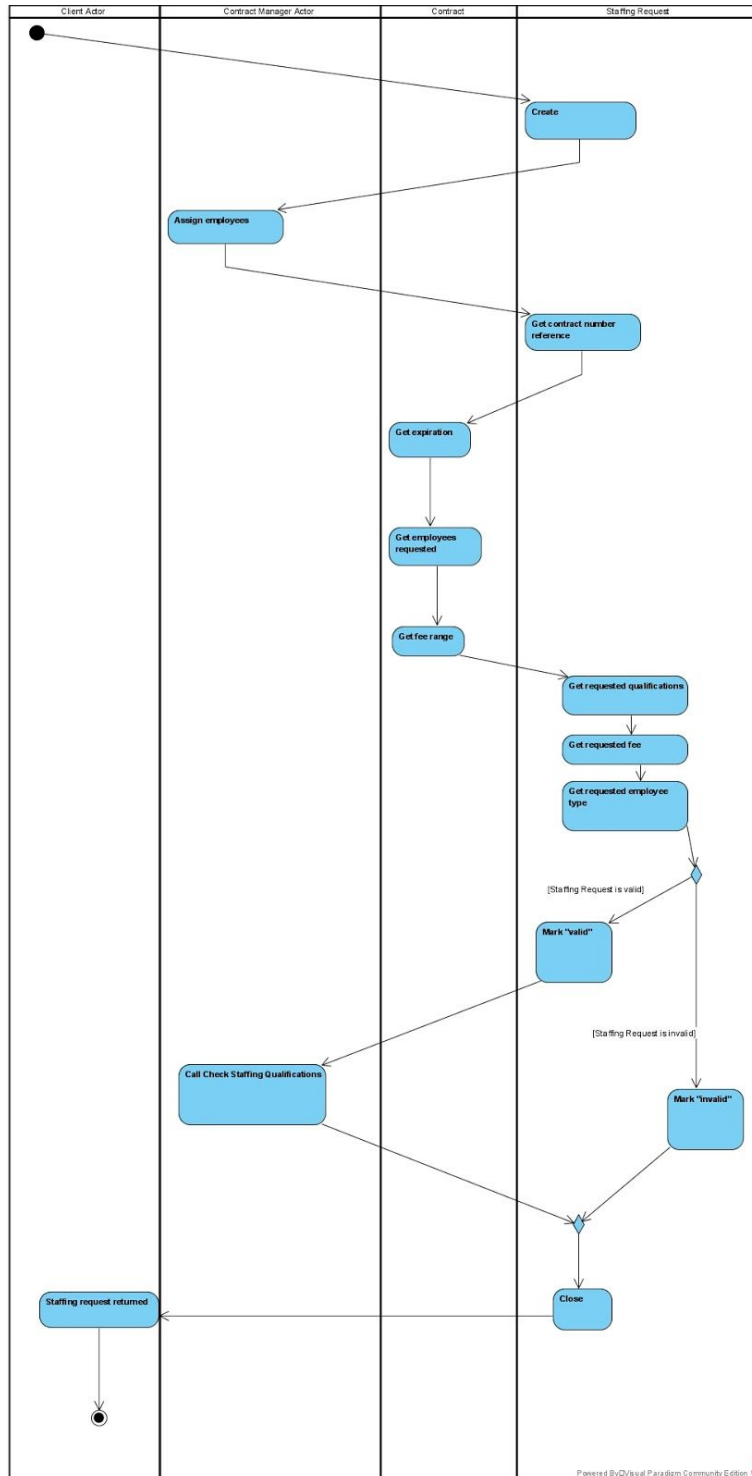 Client Actor
Contract Manager Actor
Contract
Staffing Request
Create
Assign employees
Get contract number
reference
Get expiration
Get employees
requested
Get fee range
Get requested qualifications
Get requested fee
Get requested employee
type
[Staffing Request is valid]
Mark "valid"
[Staffing Request is invalid]
Call Check Staffing Qualifications
Mark "invalid"
Staffing request returned
Close
Powered By Visual Paradigm Community Edition